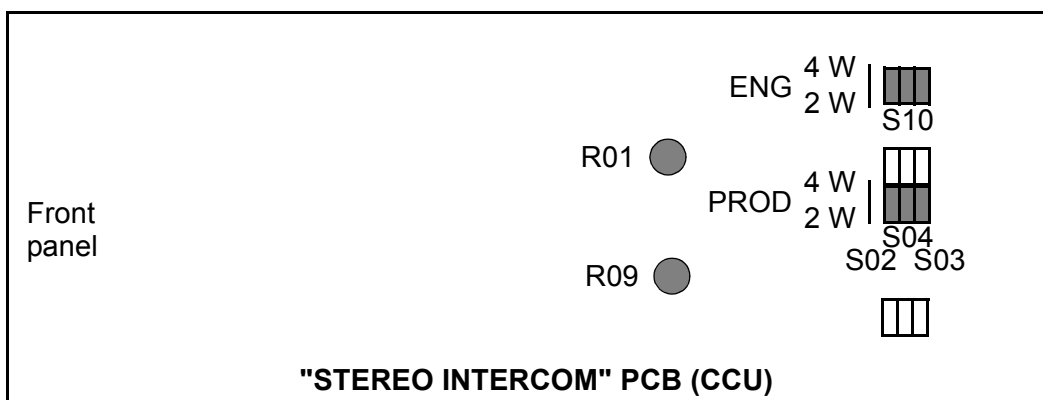 ENG 4 W
2 W
S10
R01
PROD 4 W
2 W
S04
S02 S03
Front
panel
R09
"STEREO INTERCOM" PCB (CCU)